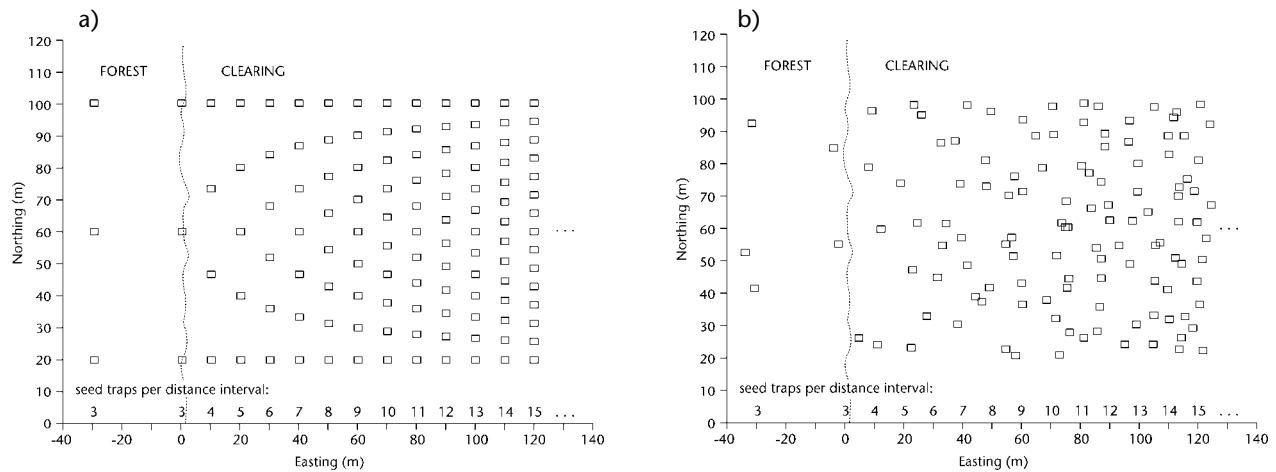 a)
120
110
100
90
80
70
60
50
40
30
20
10
0
Northing (m)
FOREST CLEARING
. . .
seed traps per distance interval:
3 3 4 5 6 7 8 9 10 11 12 13 14 15 . . .
-40 -20 0 20 40 60 80 100 120 140
Easting (m)
b)
120
110
100
90
80
70
60
50
40
30
20
10
0
Northing (m)
FOREST CLEARING
. . .
seed traps per distance interval:
3 3 4 5 6 7 8 9 10 11 12 13 14 15 . . .
-40 -20 0 20 40 60 80 100 120 140
Easting (m)